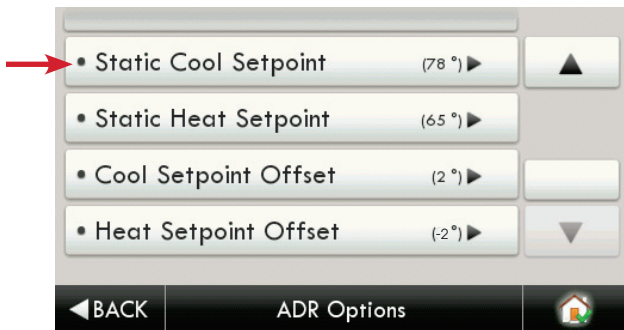 • Static Cool Setpoint (78 °) ▶
• Static Heat Setpoint (65 °) ▶
• Cool Setpoint Offset (2 °) ▶
• Heat Setpoint Offset (-2°) ▶
◀ BACK ADR Options